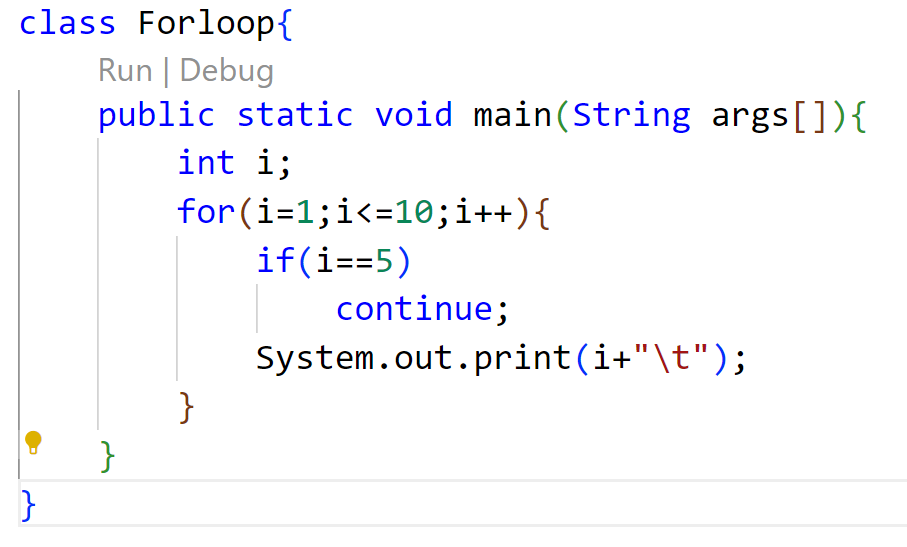 class Forloop{
Run | Debug
public static void main(String args[]){
int i;
for(i=1;i<=10;i++){
if(i==5)
continue;
System.out.print(i+"\t");
}
}
}